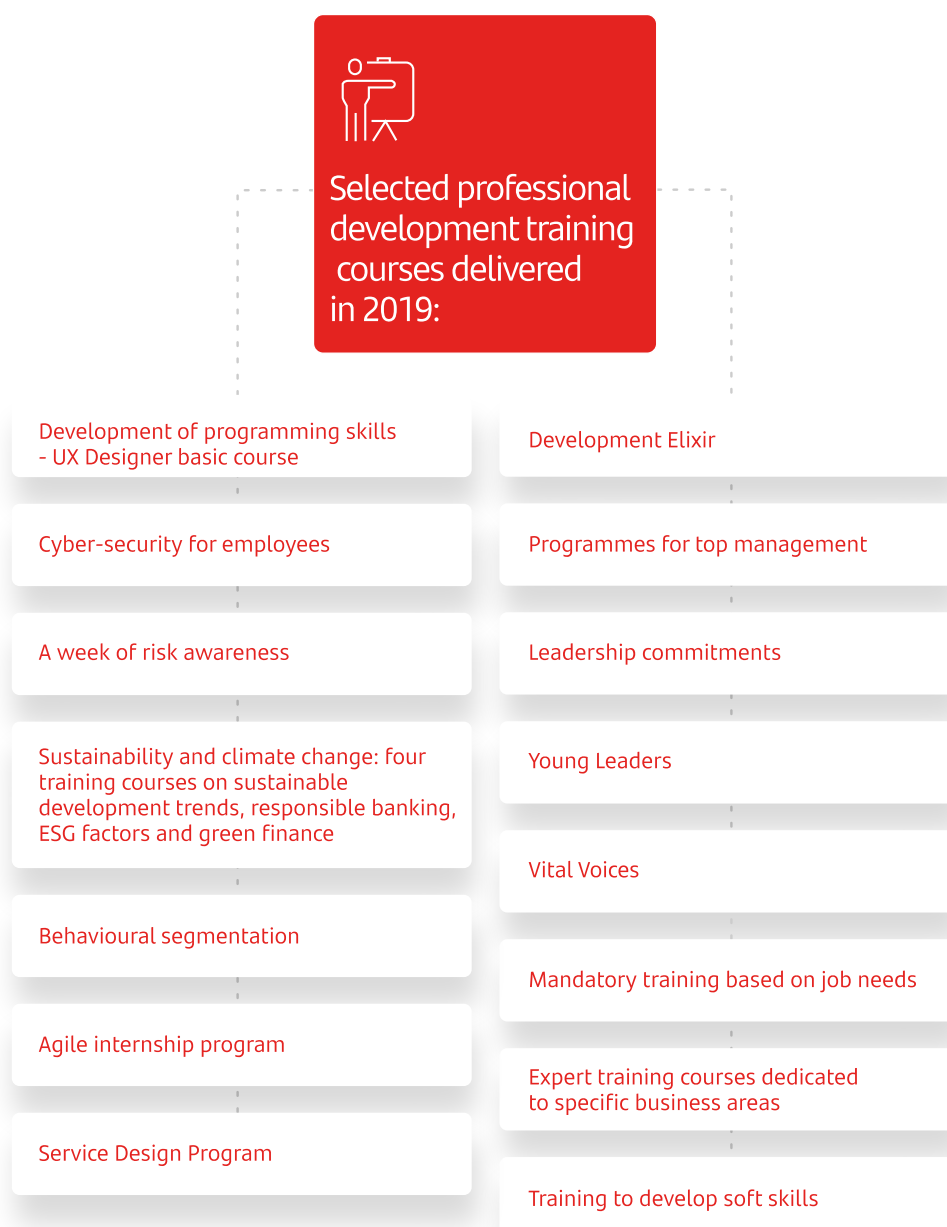 Selected professional
development training
courses delivered
in 2019:
Development of programming skills
- UX Designer basic course
Cyber-security for employees
A week of risk awareness
Sustainability and climate change: four
training courses on sustainable
development trends, responsible banking,
ESG factors and green finance
Behavioural segmentation
Agile internship program
Service Design Program
Development Elixir
Programmes for top management
Leadership commitments
Young Leaders
Vital Voices
Mandatory training based on job needs
Expert training courses dedicated
to specific business areas
Training to develop soft skills